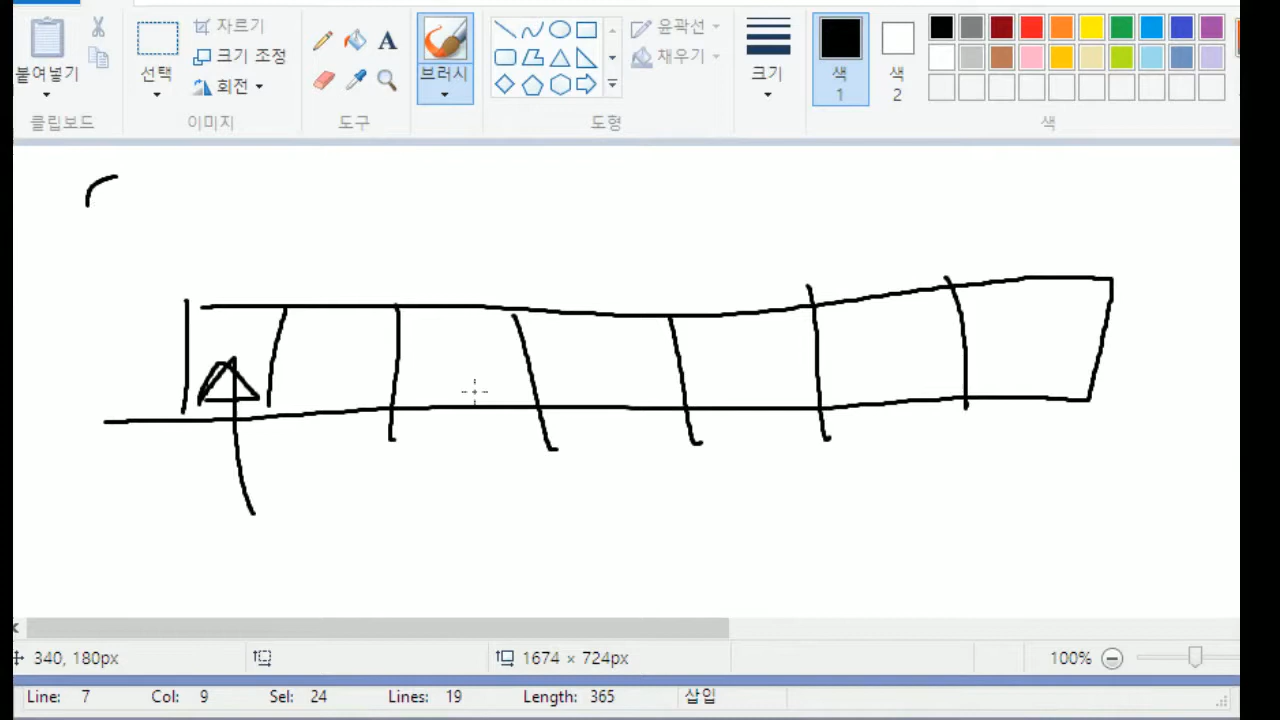 자르기
크기 조정
회전
붙여넣기
선택
A
브러시
윤곽선
채우기
크기
색
1
색
2
클립보드
이미지
도구
도형
색
340, 180px
1674 × 724px
100%
Line: 7 Col: 9 Sel: 24 Lines: 19 Length: 365 삽입